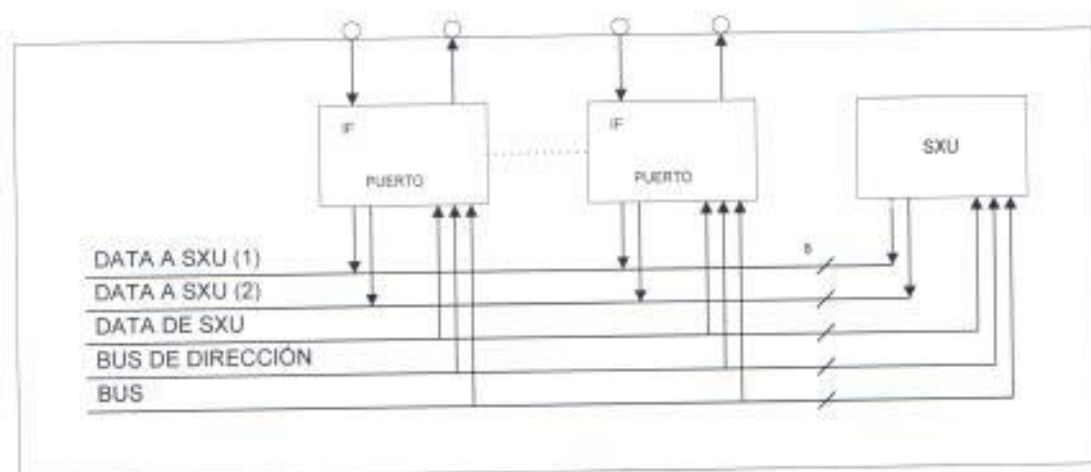 IF
PUERTO
IF
PUERTO
SXU
DATA A SXU (1)
8
DATA A SXU (2)
DATA DE SXU
BUS DE DIRECCIÓN
BUS